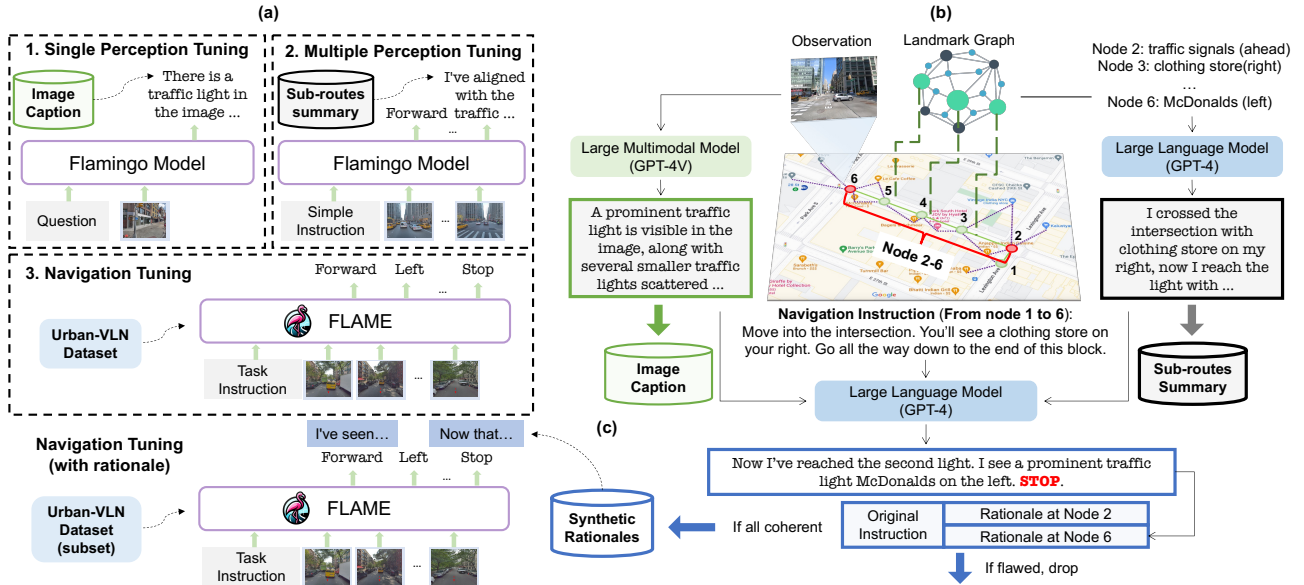 (a)
1. Single Perception Tuning
Image
Caption
There is a
traffic light in
the image ...
Flamingo Model
Question
2. Multiple Perception Tuning
Sub-routes
summary
I've aligned
with the
traffic ...
Forward
...
Flamingo Model
Simple
Instruction
...
3. Navigation Tuning
Forward
Left
Stop
...
Urban-VLN
Dataset
FLAME
Task
Instruction
...
Navigation Tuning
(with rationale)
I've seen...
Now that...
Forward
Left
Stop
...
Urban-VLN
Dataset
(subset)
FLAME
Task
Instruction
...
(b)
Observation
Landmark Graph
Node 2: traffic signals (ahead)
Node 3: clothing store(right)
...
Node 6: McDonalds (left)
Large Multimodal Model
(GPT-4V)
Large Language Model
(GPT-4)
6
5
4
3
2
1
Node 2-6
Google
A prominent traffic
light is visible in the
image, along with
several smaller traffic
lights scattered ...
I crossed the
intersection with
clothing store on my
right, now I reach the
light with ...
Navigation Instruction (From node 1 to 6):
Move into the intersection. You'll see a clothing store on
your right. Go all the way down to the end of this block.
Image
Caption
Sub-routes
Summary
Large Language Model
(GPT-4)
(c)
Now I've reached the second light. I see a prominent traffic
light McDonalds on the left. STOP.
Synthetic
Rationales
If all coherent
Original
Instruction
Rationale at Node 2
Rationale at Node 6
If flawed, drop